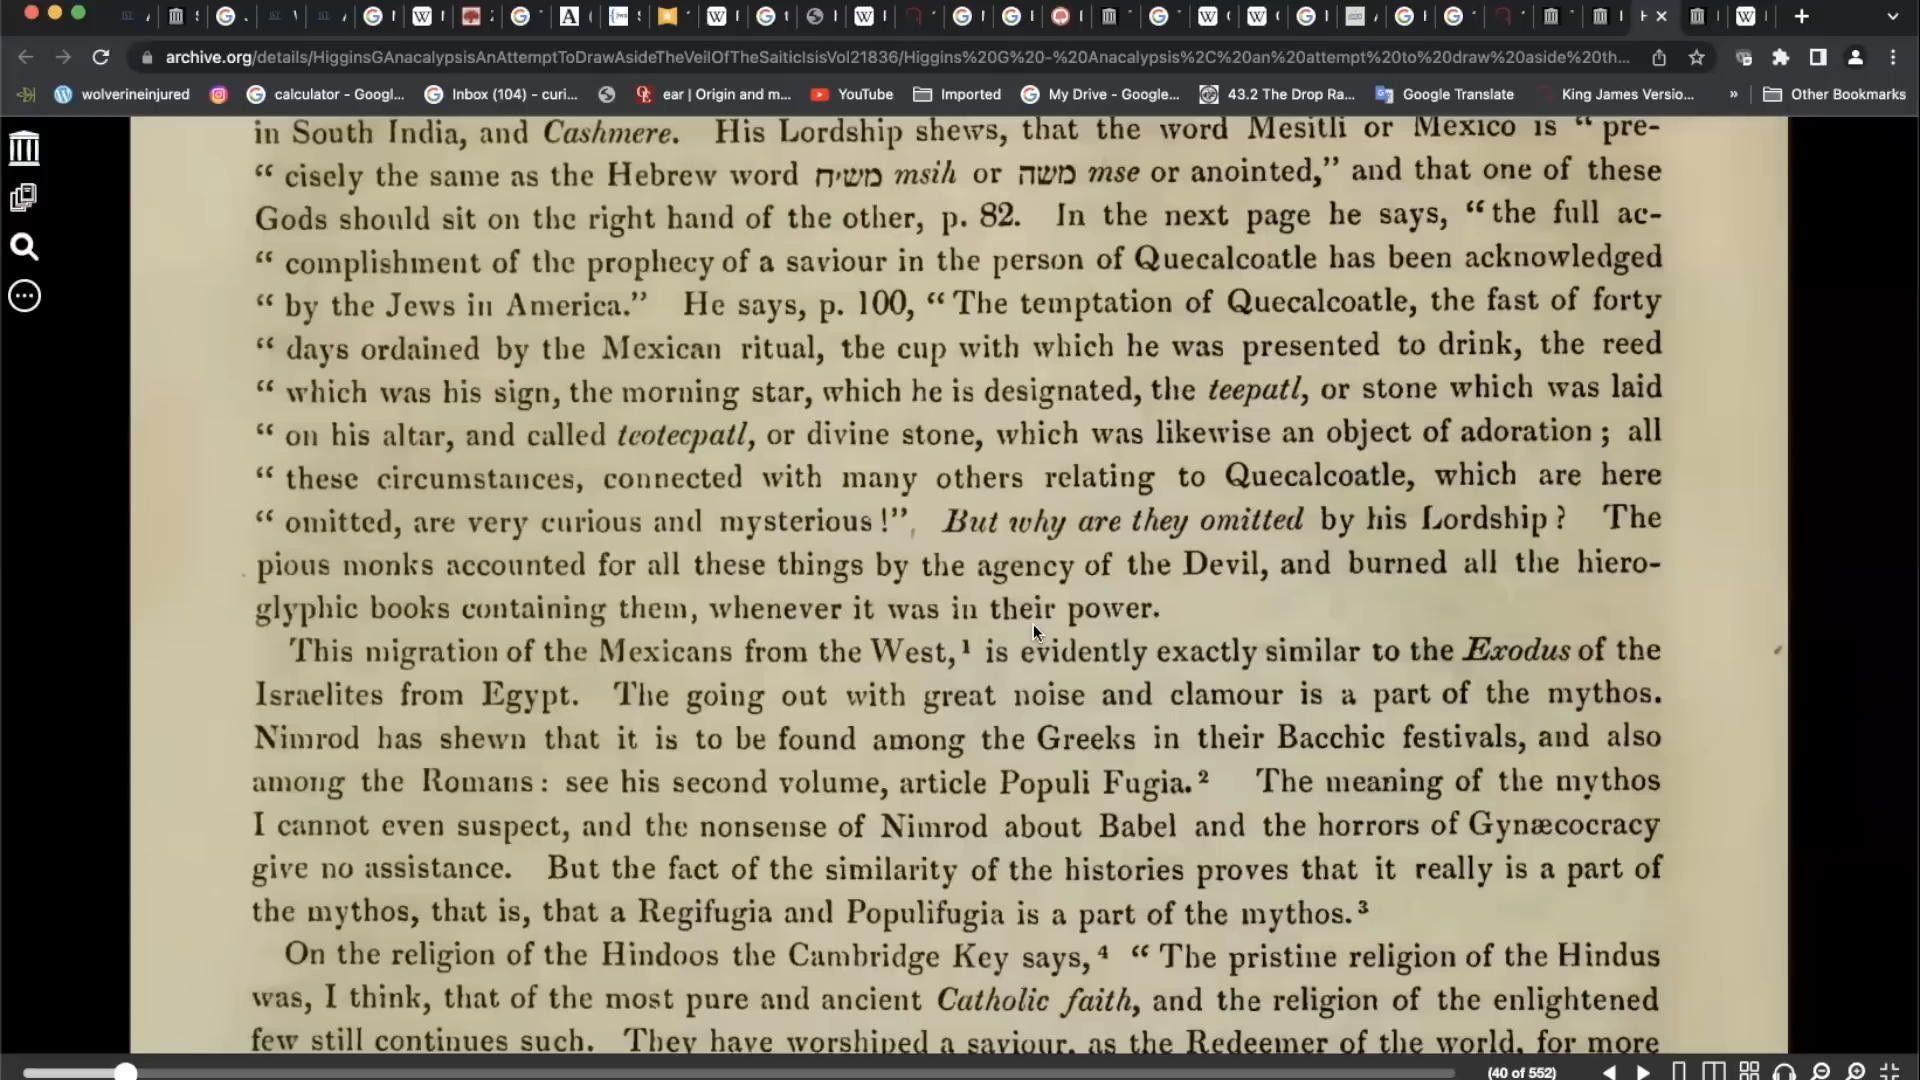 archive.org/details/HigginsGAnacalypsisAnAttemptToDrawAsideTheVeilOfTheSaiticIsisVol21836/Higgins%20G%20-%20Anacalypsis%2C%20an%20attempt%20to%20draw%20aside%20th...
wolverineinjured calculator - Googl... Inbox (104) - curi... ear | Origin and m... YouTube Imported My Drive - Google... 43.2 The Drop Ra... Google Translate King James Versio... » Other Bookmarks
in South India, and Cashmere. His Lordship shews, that the word Mesitli or Mexico is “ pre-
“ cisely the same as the Hebrew word משיח msih or משה mse or anointed,” and that one of these
Gods should sit on the right hand of the other, p. 82. In the next page he says, “the full ac-
“ complishment of the prophecy of a saviour in the person of Quecalcoatle has been acknowledged
“ by the Jews in America.” He says, p. 100, “The temptation of Quecalcoatle, the fast of forty
“ days ordained by the Mexican ritual, the cup with which he was presented to drink, the reed
“ which was his sign, the morning star, which he is designated, the teepatl, or stone which was laid
“ on his altar, and called teotecpatl, or divine stone, which was likewise an object of adoration ; all
“ these circumstances, connected with many others relating to Quecalcoatle, which are here
“ omitted, are very curious and mysterious !” But why are they omitted by his Lordship ? The
pious monks accounted for all these things by the agency of the Devil, and burned all the hiero-
glyphic books containing them, whenever it was in their power.
This migration of the Mexicans from the West,¹ is evidently exactly similar to the Exodus of the
Israelites from Egypt. The going out with great noise and clamour is a part of the mythos.
Nimrod has shewn that it is to be found among the Greeks in their Bacchic festivals, and also
among the Romans : see his second volume, article Populi Fugia.² The meaning of the mythos
I cannot even suspect, and the nonsense of Nimrod about Babel and the horrors of Gynæcocracy
give no assistance. But the fact of the similarity of the histories proves that it really is a part of
the mythos, that is, that a Regifugia and Populifugia is a part of the mythos.³
On the religion of the Hindoos the Cambridge Key says,⁴ “ The pristine religion of the Hindus
was, I think, that of the most pure and ancient Catholic faith, and the religion of the enlightened
few still continues such. They have worshiped a saviour, as the Redeemer of the world, for more
(40 of 552)